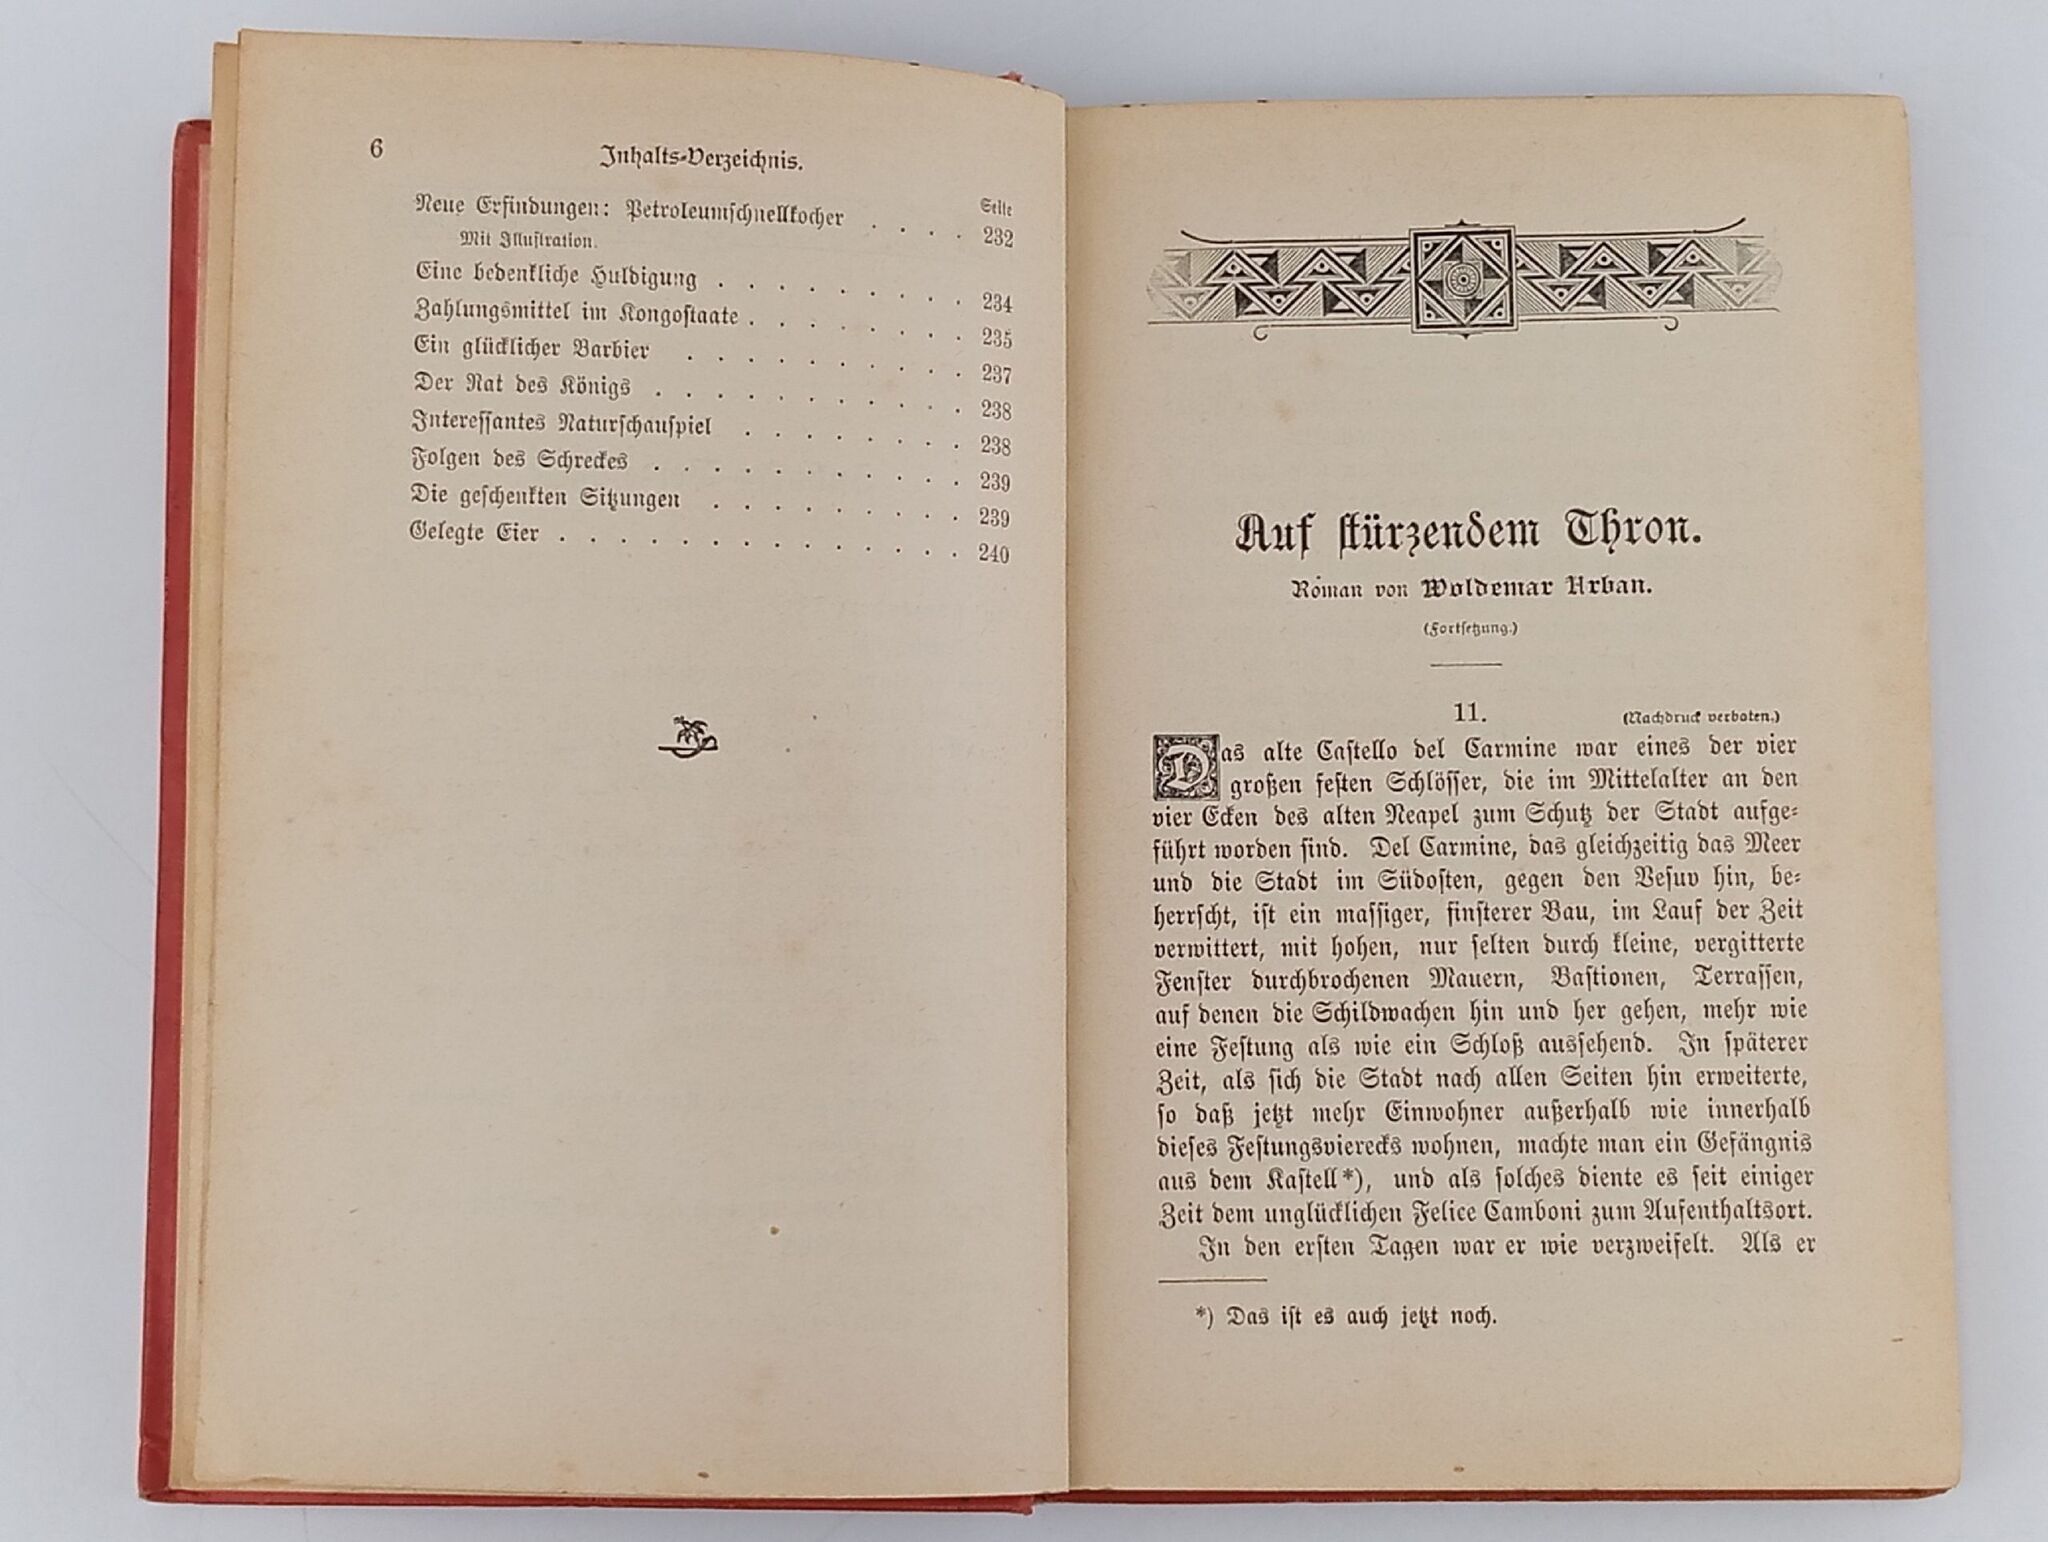 6
Inhalts-Verzeichnis.
Seite
Neue Erfindungen: Petroleumschnellkocher . . . . 232
Mit Illustration.
Eine bedenkliche Huldigung . . . . . . . . . 234
Zahlungsmittel im Kongostaate . . . . . . . . 235
Ein glücklicher Barbier . . . . . . . . . . 237
Der Rat des Königs . . . . . . . . . . . 238
Interessantes Naturschauspiel . . . . . . . . 238
Folgen des Schreckes . . . . . . . . . . . 239
Die geschenkten Sitzungen . . . . . . . . . 239
Gelegte Eier . . . . . . . . . . . . . . 240
Auf stürzendem Thron.
Roman von Woldemar Urban.
(Fortsetzung.)
11. (Nachdruck verboten.)
Das alte Castello del Carmine war eines der vier
großen festen Schlösser, die im Mittelalter an den
vier Ecken des alten Neapel zum Schutz der Stadt aufge-
führt worden sind. Del Carmine, das gleichzeitig das Meer
und die Stadt im Südosten, gegen den Vesuv hin, be-
herrscht, ist ein massiger, finsterer Bau, im Lauf der Zeit
verwittert, mit hohen, nur selten durch kleine, vergitterte
Fenster durchbrochenen Mauern, Bastionen, Terrassen,
auf denen die Schildwachen hin und her gehen, mehr wie
eine Festung als wie ein Schloß aussehend. In späterer
Zeit, als sich die Stadt nach allen Seiten hin erweiterte,
so daß jetzt mehr Einwohner außerhalb wie innerhalb
dieses Festungsvierecks wohnen, machte man ein Gefängnis
aus dem Kastell*), und als solches diente es seit einiger
Zeit dem unglücklichen Felice Camboni zum Aufenthaltsort.
In den ersten Tagen war er wie verzweifelt. Als er
*) Das ist es auch jetzt noch.